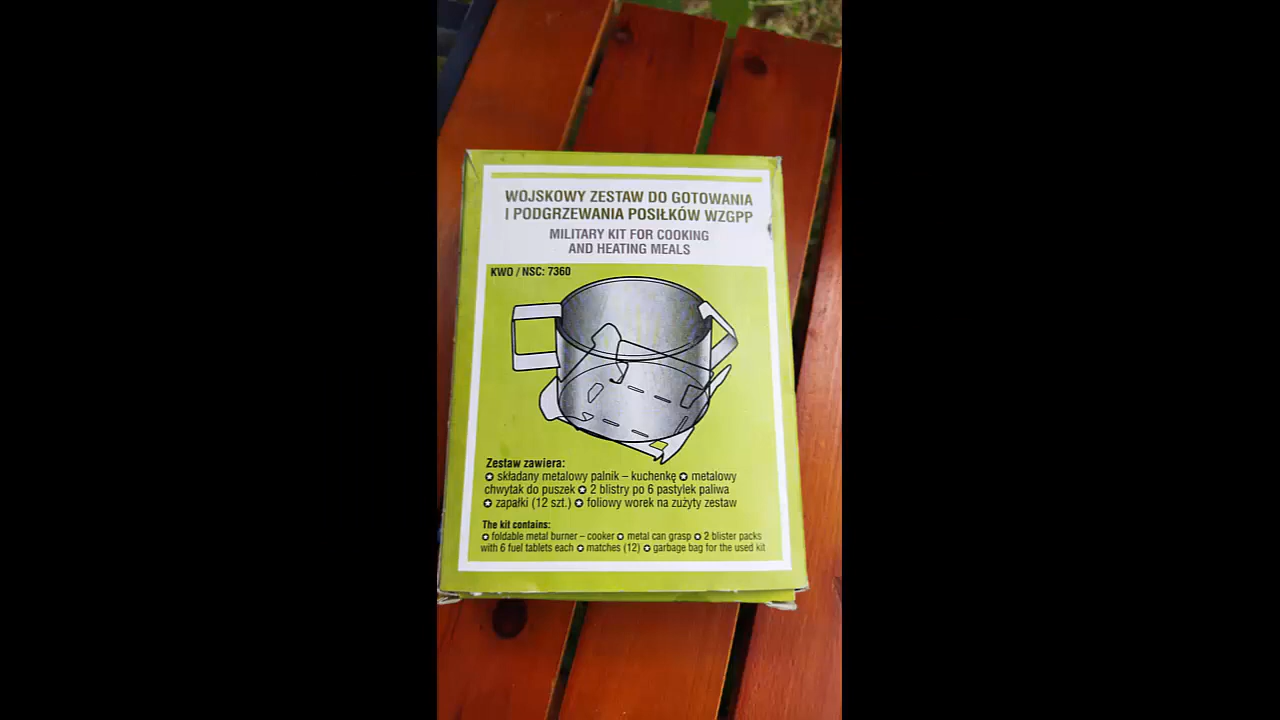 WOJSKOWY ZESTAW DO GOTOWANIA
I PODGRZEWANIA POSIŁKÓW WZGPP
MILITARY KIT FOR COOKING
AND HEATING MEALS
KWO / NSC: 7360
Zestaw zawiera:
✪ składany metalowy palnik – kuchenkę ✪ metalowy
chwytak do puszek ✪ 2 blistry po 6 pastylek paliwa
✪ zapałki (12 szt.) ✪ foliowy worek na zużyty zestaw
The kit contains:
✪ foldable metal burner – cooker ✪ metal can grasp ✪ 2 blister packs
with 6 fuel tablets each ✪ matches (12) ✪ garbage bag for the used kit